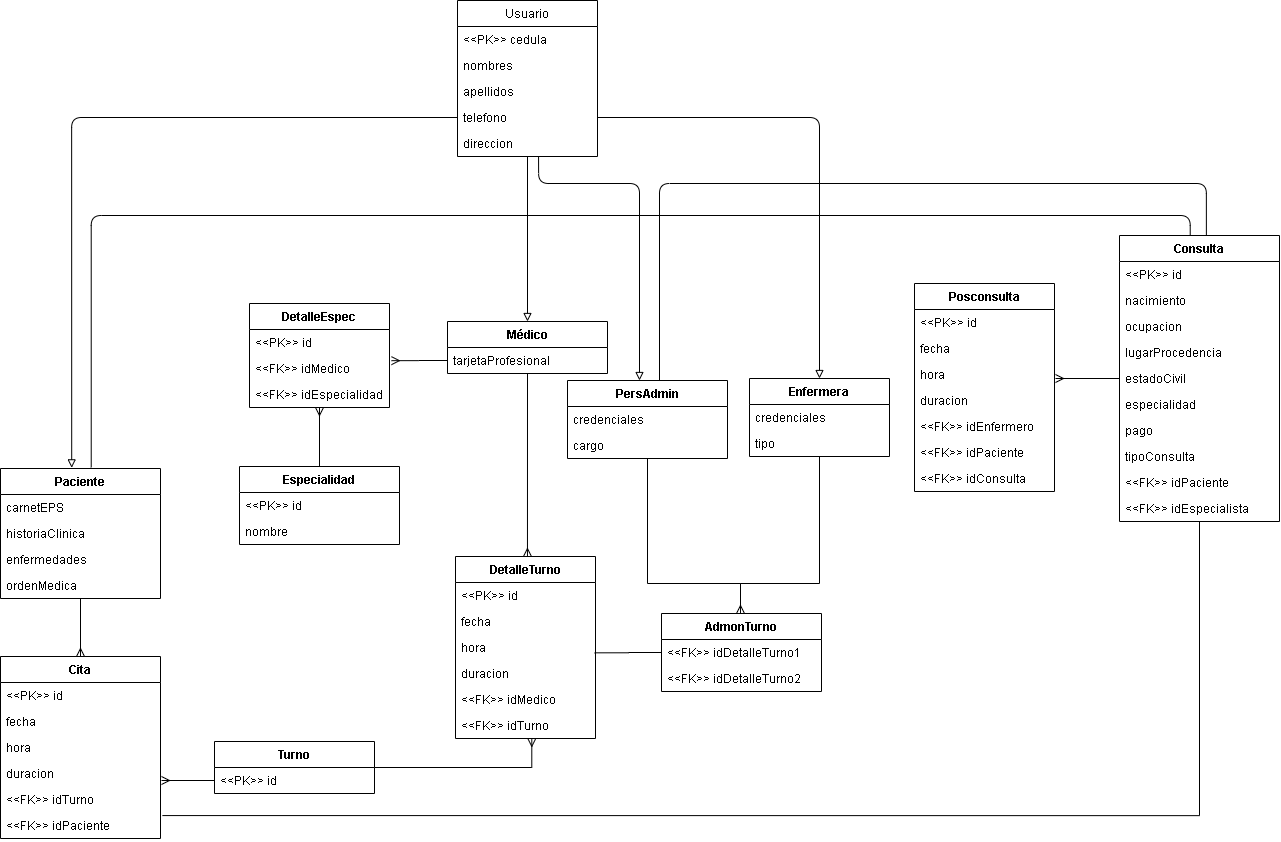 Usuario
<<PK>> cedula
nombres
apellidos
telefono
direccion
Consulta
<<PK>> id
nacimiento
ocupacion
lugarProcedencia
estadoCivil
especialidad
pago
tipoConsulta
<<FK>> idPaciente
<<FK>> idEspecialista
Posconsulta
<<PK>> id
fecha
hora
duracion
<<FK>> idEnfermero
<<FK>> idPaciente
<<FK>> idConsulta
DetalleEspec
<<PK>> id
<<FK>> idMedico
<<FK>> idEspecialidad
Médico
tarjetaProfesional
PersAdmin
credenciales
cargo
Enfermera
credenciales
tipo
Paciente
carnetEPS
historiaClinica
enfermedades
ordenMedica
Especialidad
<<PK>> id
nombre
DetalleTurno
<<PK>> id
fecha
hora
duracion
<<FK>> idMedico
<<FK>> idTurno
AdmonTurno
<<FK>> idDetalleTurno1
<<FK>> idDetalleTurno2
Cita
<<PK>> id
fecha
hora
duracion
<<FK>> idTurno
<<FK>> idPaciente
Turno
<<PK>> id